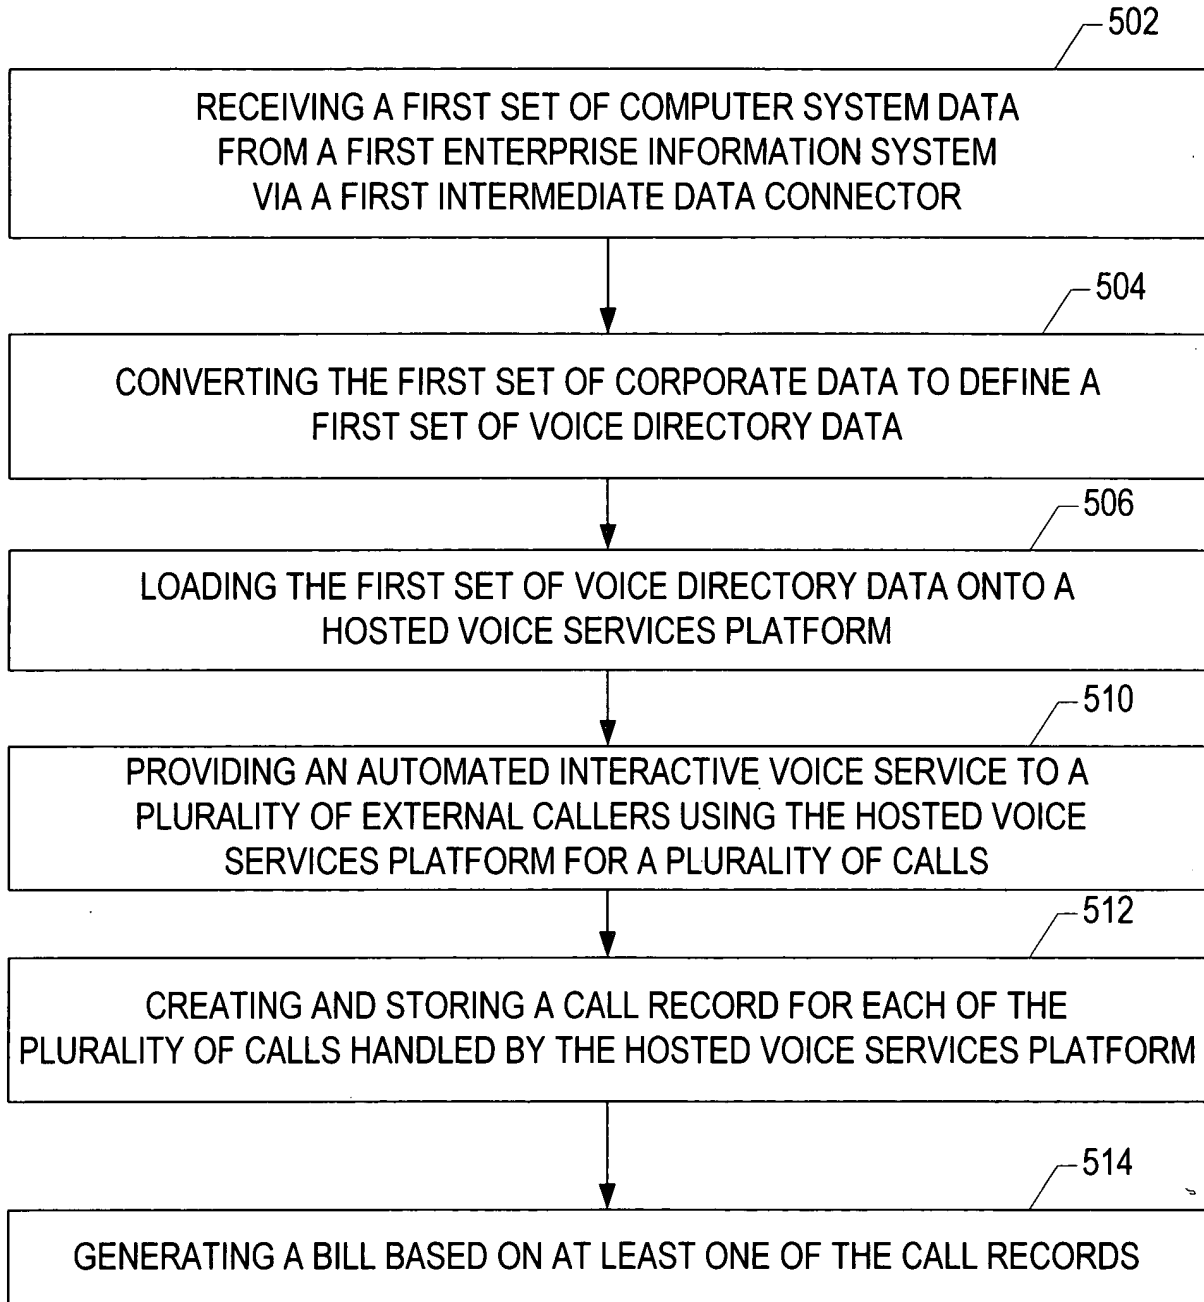 502
RECEIVING A FIRST SET OF COMPUTER SYSTEM DATA
FROM A FIRST ENTERPRISE INFORMATION SYSTEM
VIA A FIRST INTERMEDIATE DATA CONNECTOR
504
CONVERTING THE FIRST SET OF CORPORATE DATA TO DEFINE A
FIRST SET OF VOICE DIRECTORY DATA
506
LOADING THE FIRST SET OF VOICE DIRECTORY DATA ONTO A
HOSTED VOICE SERVICES PLATFORM
510
PROVIDING AN AUTOMATED INTERACTIVE VOICE SERVICE TO A
PLURALITY OF EXTERNAL CALLERS USING THE HOSTED VOICE
SERVICES PLATFORM FOR A PLURALITY OF CALLS
512
CREATING AND STORING A CALL RECORD FOR EACH OF THE
PLURALITY OF CALLS HANDLED BY THE HOSTED VOICE SERVICES PLATFORM
514
GENERATING A BILL BASED ON AT LEAST ONE OF THE CALL RECORDS